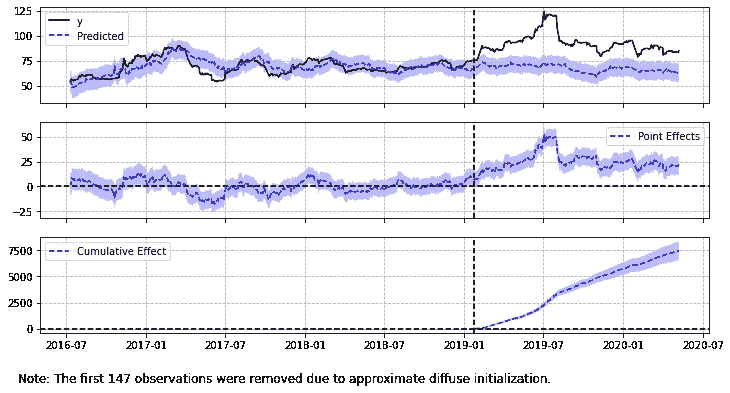 125
100
75
50
y
Predicted
50
25
0
−25
Point Effects
7500
5000
2500
0
Cumulative Effect
2016-07 2017-01 2017-07 2018-01 2018-07 2019-01 2019-07 2020-01 2020-07
Note: The first 147 observations were removed due to approximate diffuse initialization.